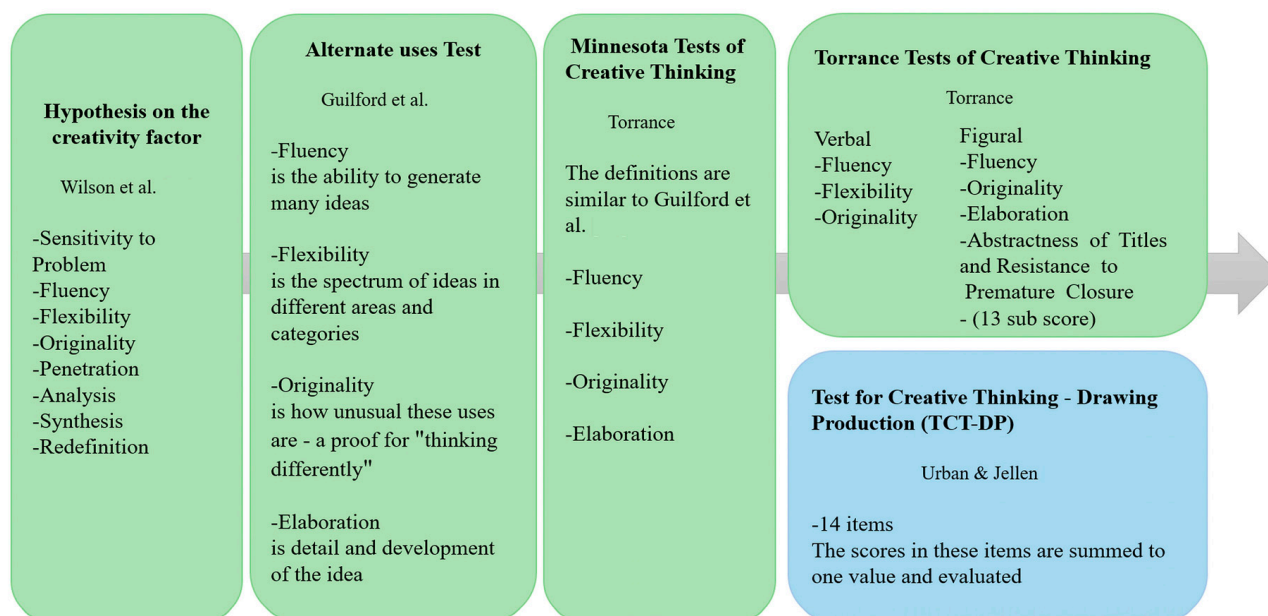 Hypothesis on the
creativity factor
Wilson et al.
-Sensitivity to
Problem
-Fluency
-Flexibility
-Originality
-Penetration
-Analysis
-Synthesis
-Redefinition
Alternate uses Test
Guilford et al.
-Fluency
is the ability to generate
many ideas
-Flexibility
is the spectrum of ideas in
different areas and
categories
-Originality
is how unusual these uses
are - a proof for "thinking
differently"
-Elaboration
is detail and development
of the idea
Minnesota Tests of
Creative Thinking
Torrance
The definitions are
similar to Guilford et
al.
-Fluency
-Flexibility
-Originality
-Elaboration
Torrance Tests of Creative Thinking
Torrance
Verbal
-Fluency
-Flexibility
-Originality
Figural
-Fluency
-Originality
-Elaboration
-Abstractness of Titles
and Resistance to
Premature Closure
- (13 sub score)
Test for Creative Thinking - Drawing
Production (TCT-DP)
Urban & Jellen
-14 items
The scores in these items are summed to
one value and evaluated